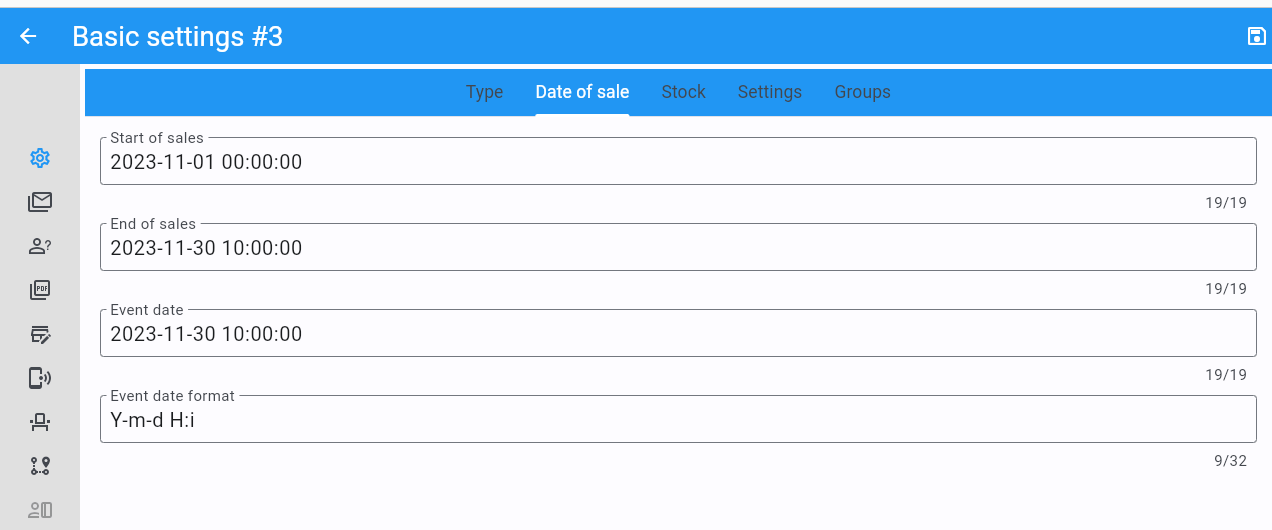 Basic settings #3
Type Date of sale Stock Settings Groups
Start of sales
2023-11-01 00:00:00
19/19
End of sales
2023-11-30 10:00:00
19/19
Event date
2023-11-30 10:00:00
19/19
Event date format
Y-m-d H:i
9/32
?
PDF